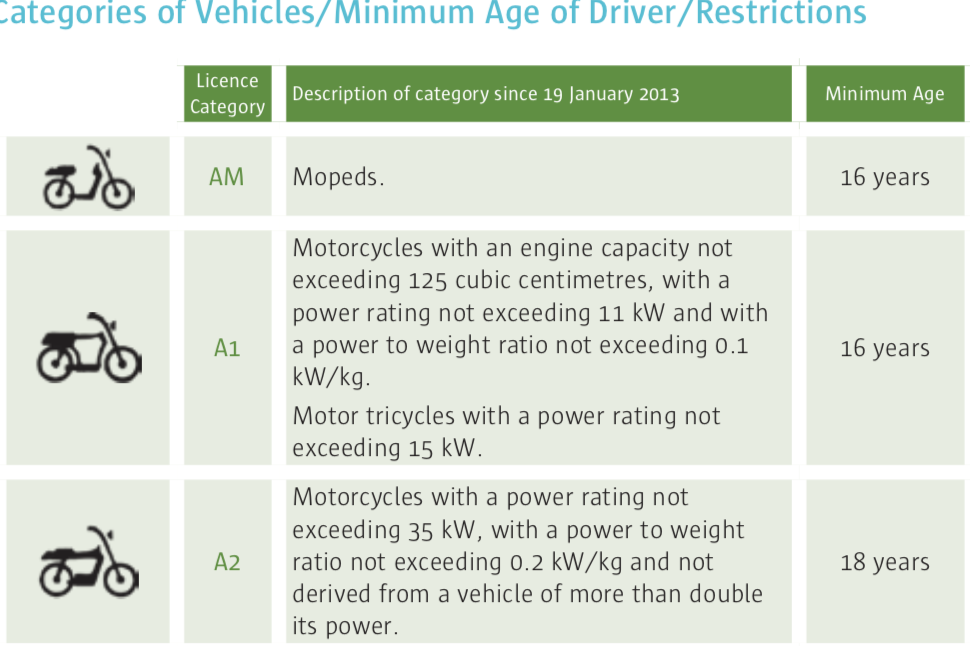 Categories of Vehicles/Minimum Age of Driver/Restrictions
Licence
Category
Description of category since 19 January 2013
Minimum Age
AM
Mopeds.
16 years
A1
Motorcycles with an engine capacity not
exceeding 125 cubic centimetres, with a
power rating not exceeding 11 kW and with
a power to weight ratio not exceeding 0.1
kW/kg.
Motor tricycles with a power rating not
exceeding 15 kW.
16 years
A2
Motorcycles with a power rating not
exceeding 35 kW, with a power to weight
ratio not exceeding 0.2 kW/kg and not
derived from a vehicle of more than double
its power.
18 years